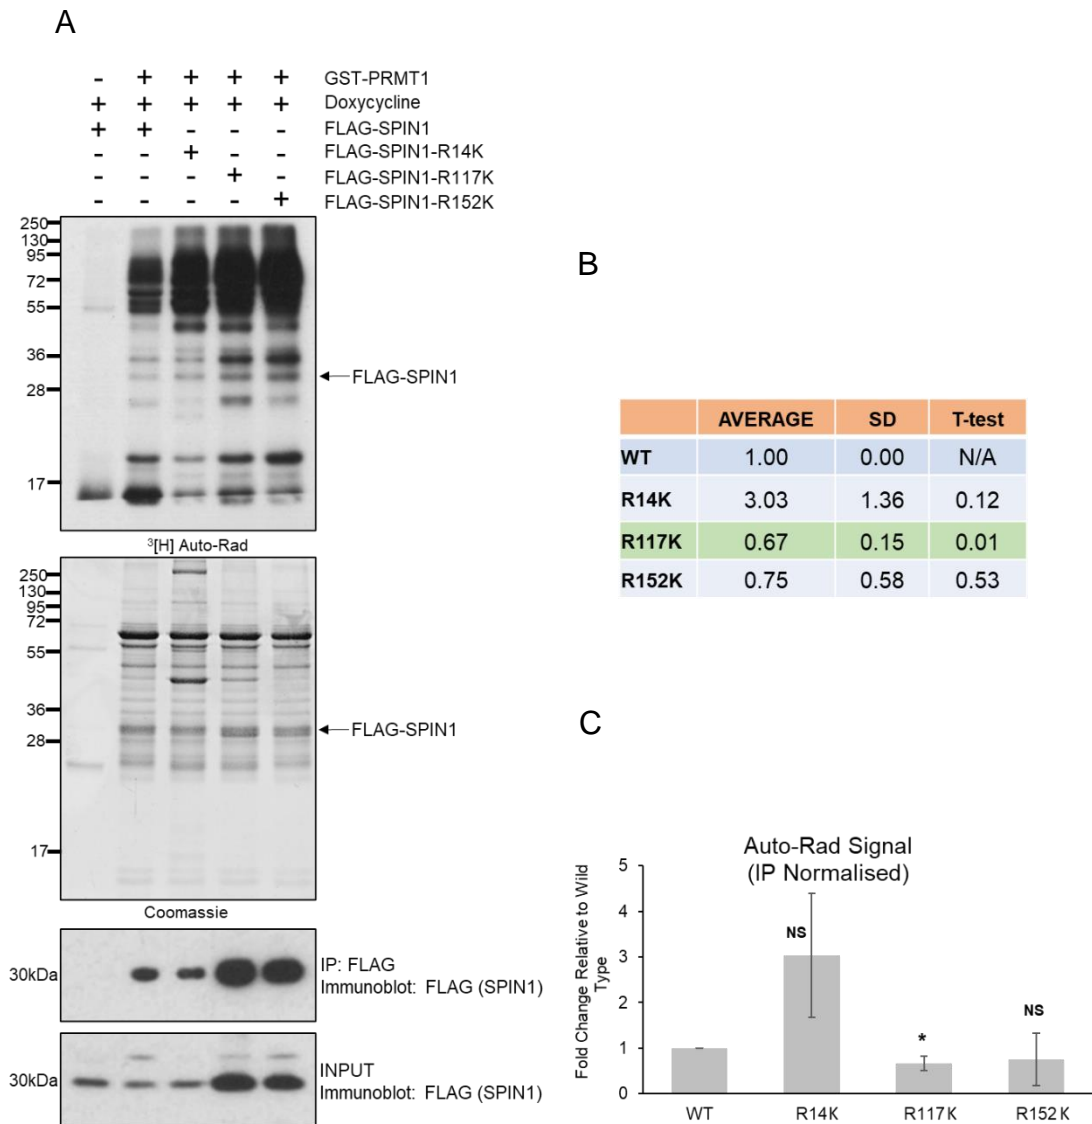 A
- + + + + GST-PRMT1
+ + + + + Doxycycline
+ + - - - FLAG-SPIN1
- - + - - FLAG-SPIN1-R14K
- - - + - FLAG-SPIN1-R117K
- - - - + FLAG-SPIN1-R152K
250
130
95
72
55
36
28
17
FLAG-SPIN1
³[H] Auto-Rad
250
130
95
72
55
36
28
17
FLAG-SPIN1
Coomassie
30kDa
IP: FLAG
Immunoblot: FLAG (SPIN1)
30kDa
INPUT
Immunoblot: FLAG (SPIN1)
B
AVERAGE SD T-test
WT 1.00 0.00 N/A
R14K 3.03 1.36 0.12
R117K 0.67 0.15 0.01
R152K 0.75 0.58 0.53
C
Auto-Rad Signal
(IP Normalised)
Fold Change Relative to Wild
Type
5
4
3
2
1
0
NS
*
NS
WT R14K R117K R152K